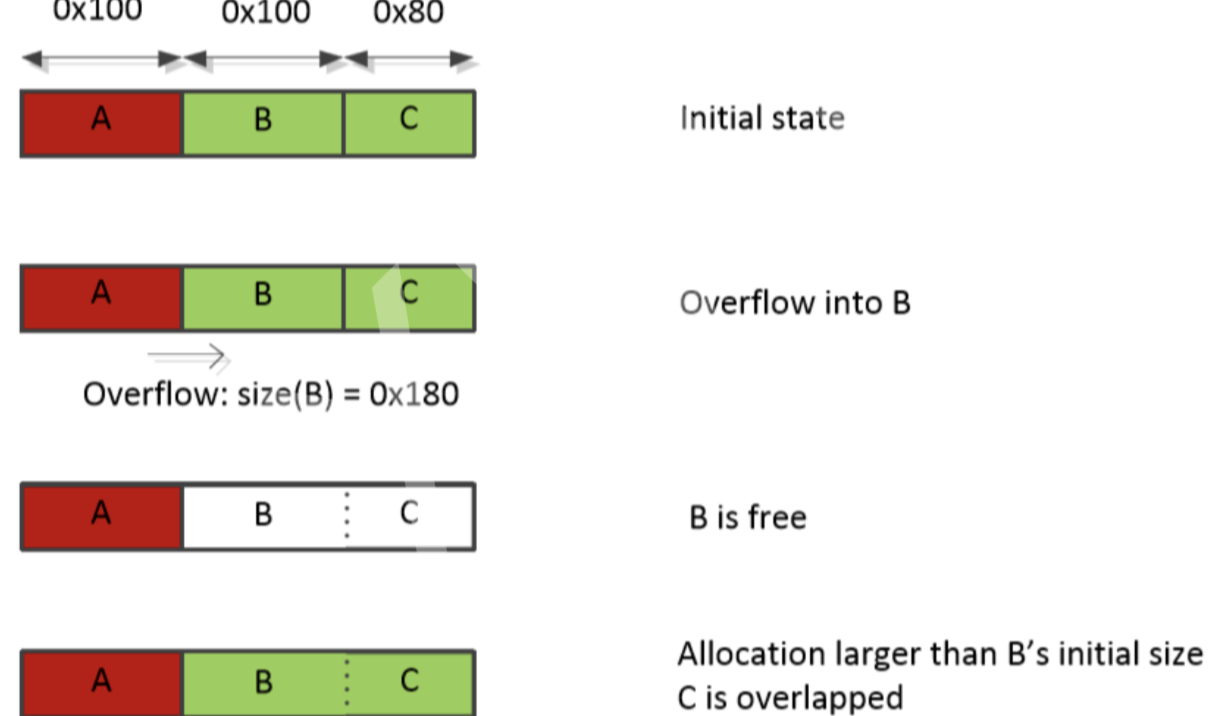 0x100 0x100 0x80
A B C
Initial state
A B C
Overflow into B
Overflow: size(B) = 0x180
A B C
B is free
A B C
Allocation larger than B's initial size
C is overlapped